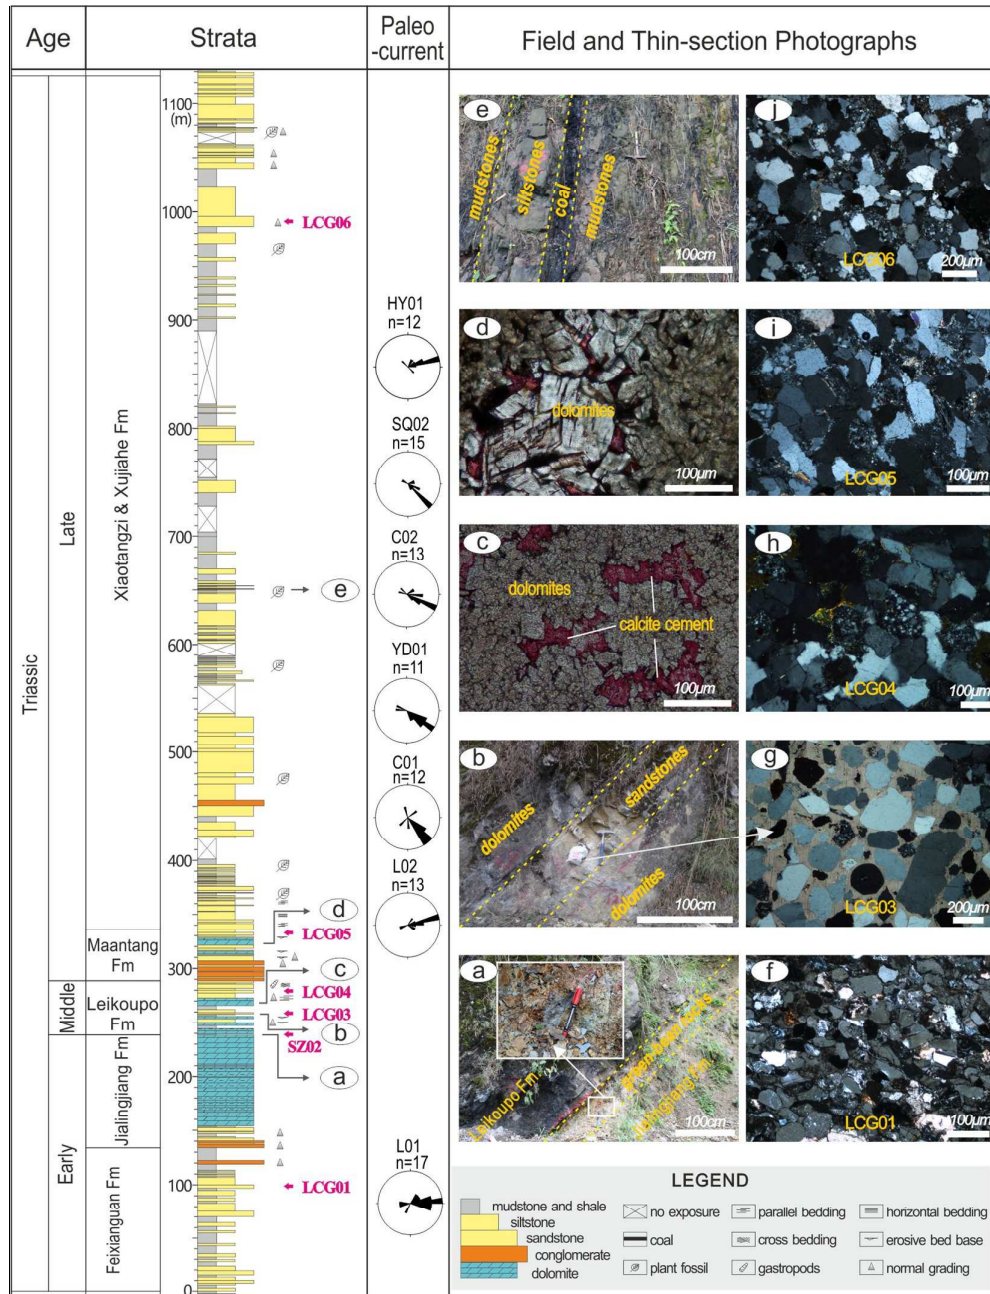 Age
Strata
Paleo
-current
Field and Thin-section Photographs
Triassic
Late
Middle
Early
Xiaotangzi & Xujiahe Fm
Maantang
Fm
Leikoupo
Fm
Jialingjiang Fm
Feixianguan Fm
1100
(m)
1000
900
800
700
600
500
400
300
200
100
0
LCG06
e
d
LCG05
c
LCG04
LCG03
b
SZ02
a
LCG01
HY01
n=12
SQ02
n=15
C02
n=13
YD01
n=11
C01
n=12
L02
n=13
L01
n=17
e
mudstones
siltstones
coal
mudstones
100cm
j
LCG06
200μm
d
dolomites
100μm
i
LCG05
100μm
c
dolomites
calcite cement
100μm
h
LCG04
100μm
b
dolomites
sandstones
dolomites
100cm
g
LCG03
200μm
a
Leikoupo Fm
green-bean rocks
Jialingjiang Fm
100cm
f
LCG01
100μm
LEGEND
mudstone and shale
siltstone
sandstone
conglomerate
dolomite
no exposure
parallel bedding
horizontal bedding
coal
cross bedding
erosive bed base
plant fossil
gastropods
normal grading